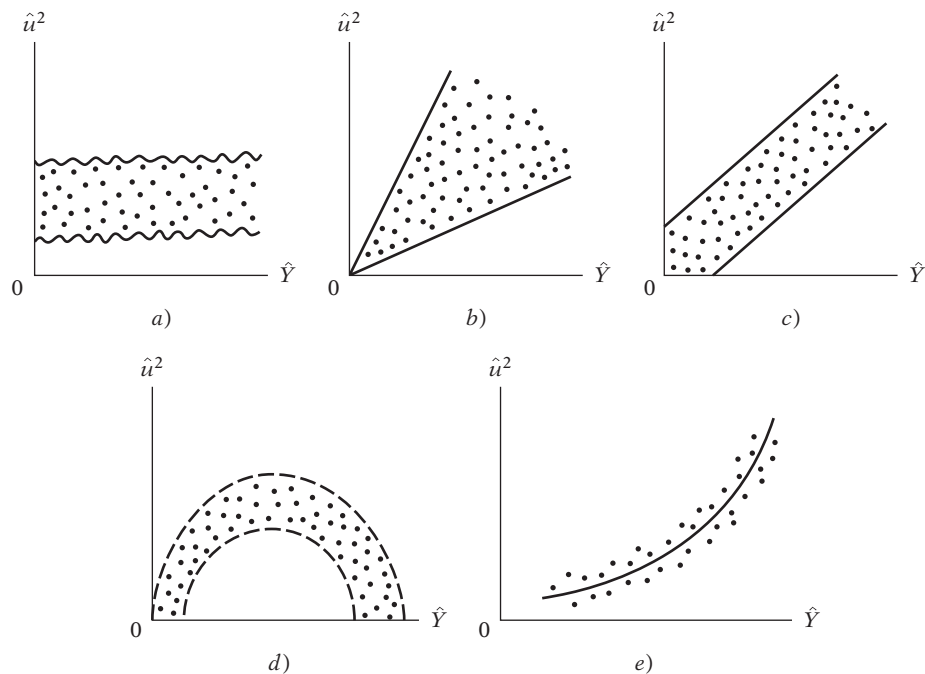 û² û² û²
0 Ŷ 0 Ŷ 0 Ŷ
a) b) c)
û² û²
0 Ŷ 0 Ŷ
d) e)